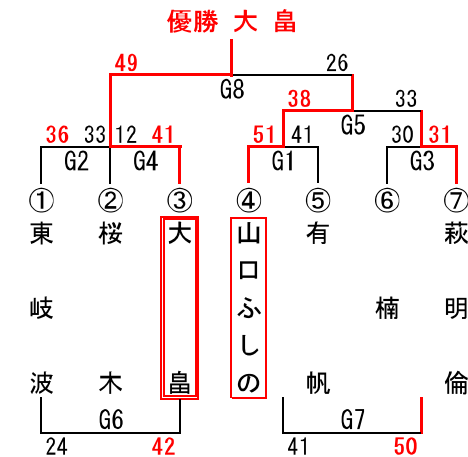 優勝 大 畠
49 26
G8
38 33
G5
36 33 12 41 51 41 30 31
G2 G4 G1 G3
① ② ③ ④ ⑤ ⑥ ⑦
東岐波
桜木
大畠
山口ふしの
有帆
楠
萩明倫
G6 G7
24 42 41 50